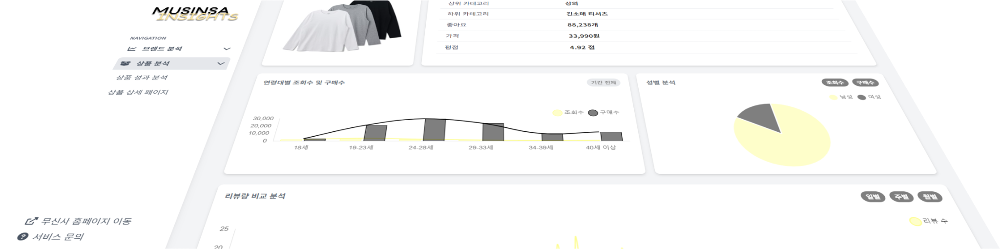 MUSINSA
INSIGHTS
NAVIGATION
브랜드 분석
상품 분석
상품 성과 분석
상품 상세 페이지
무신사 홈페이지 이동
서비스 문의
상위 카테고리 상의
하위 카테고리 긴소매 티셔츠
좋아요 88,238개
가격 33,990원
평점 4.92 점
연령대별 조회수 및 구매수
기간 전체
조회수 구매수
30,000
20,000
10,000
0
18세 19-23세 24-28세 29-33세 34-39세 40세 이상
성별 분석
조회수 구매수
남성 여성
리뷰량 비교 분석
일별 주별 월별
리뷰 수
25
20